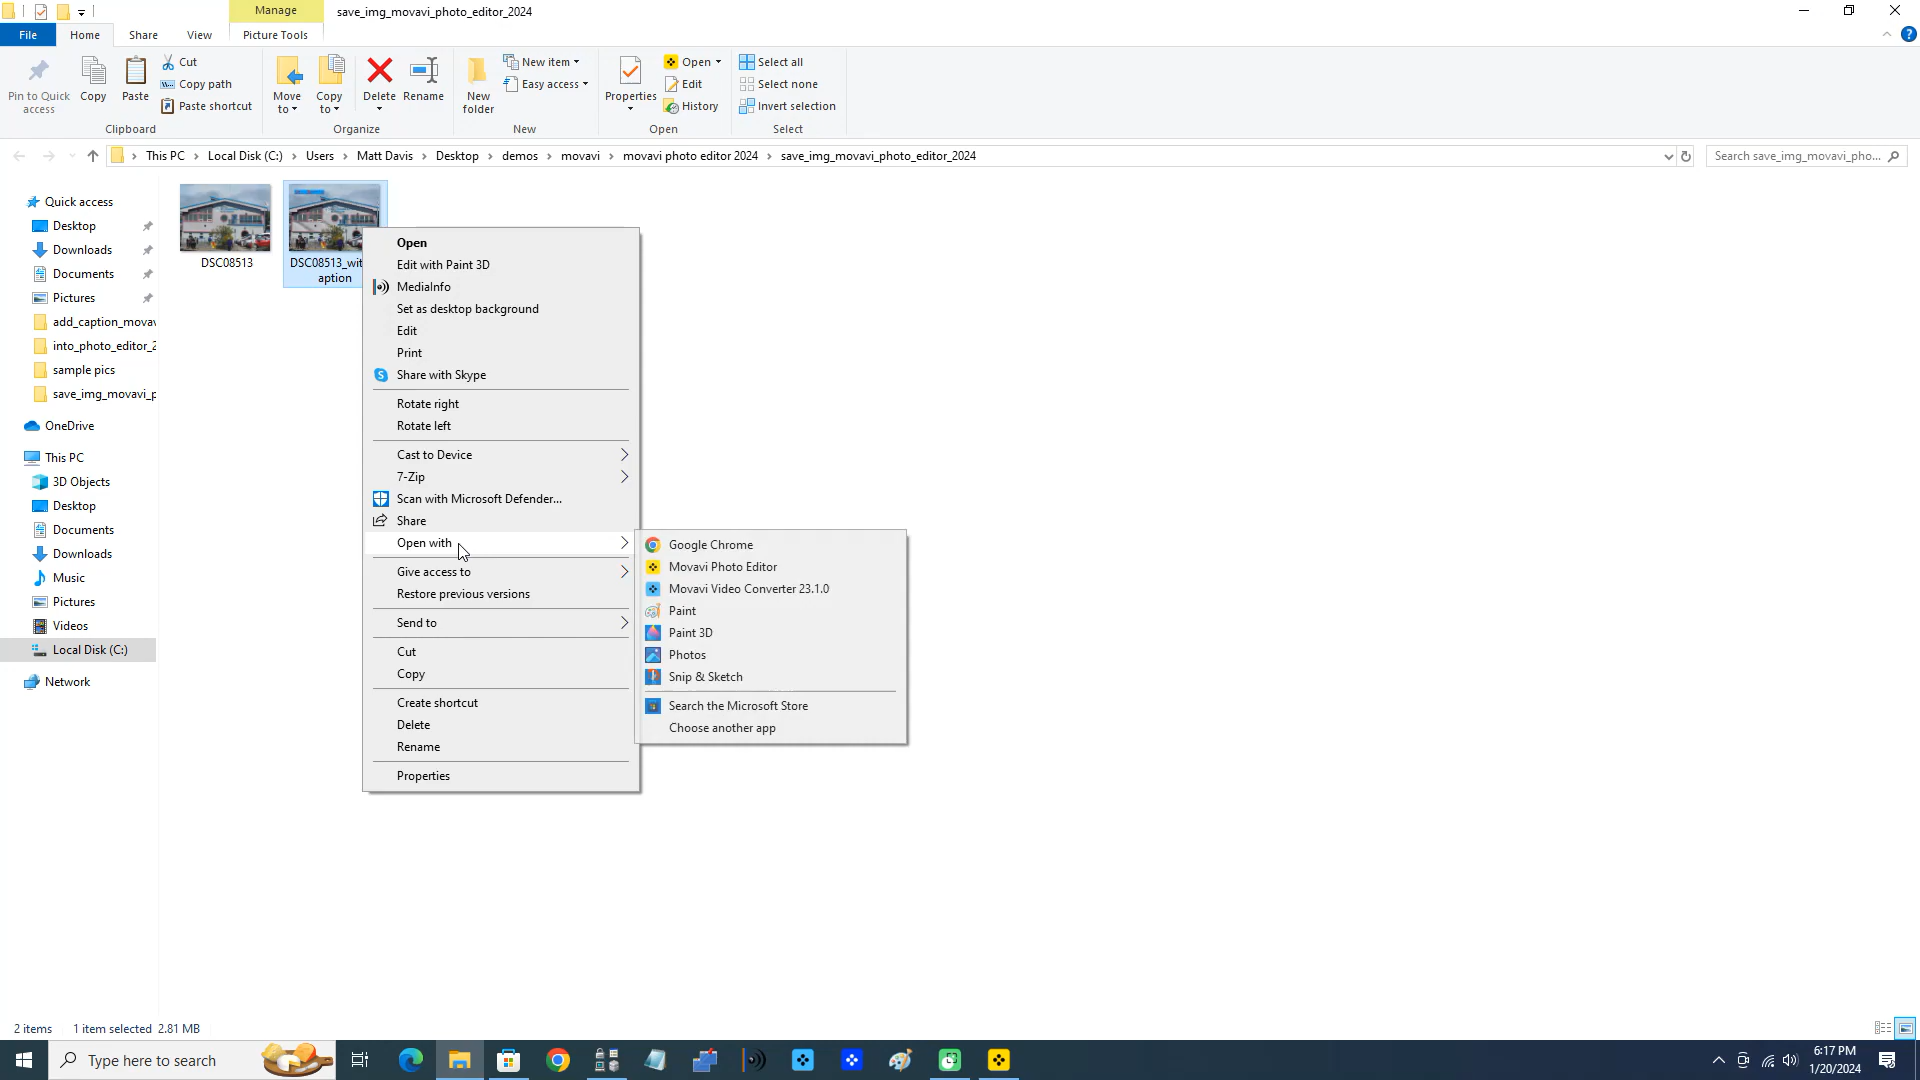 Manage
save_img_movavi_photo_editor_2024
File
Home
Share
View
Picture Tools
Pin to Quick
access
Copy
Paste
Cut
Copy path
Paste shortcut
Clipboard
Move
to
Copy
to
Delete
Rename
Organize
New
folder
New item
Easy access
New
Properties
Open
Edit
History
Open
Select all
Select none
Invert selection
Select
This PC
Local Disk (C:)
Users
Matt Davis
Desktop
demos
movavi
movavi photo editor 2024
save_img_movavi_photo_editor_2024
Search save_img_movavi_pho...
Quick access
Desktop
Downloads
Documents
Pictures
add_caption_movav
into_photo_editor_2
sample pics
save_img_movavi_p
OneDrive
This PC
3D Objects
Desktop
Documents
Downloads
Music
Pictures
Videos
Local Disk (C:)
Network
DSC08513
DSC08513_wit
aption
Open
Edit with Paint 3D
MediaInfo
Set as desktop background
Edit
Print
Share with Skype
Rotate right
Rotate left
Cast to Device
7-Zip
Scan with Microsoft Defender...
Share
Open with
Give access to
Restore previous versions
Send to
Cut
Copy
Create shortcut
Delete
Rename
Properties
Google Chrome
Movavi Photo Editor
Movavi Video Converter 23.1.0
Paint
Paint 3D
Photos
Snip & Sketch
Search the Microsoft Store
Choose another app
2 items
1 item selected 2.81 MB
Type here to search
6:17 PM
1/20/2024